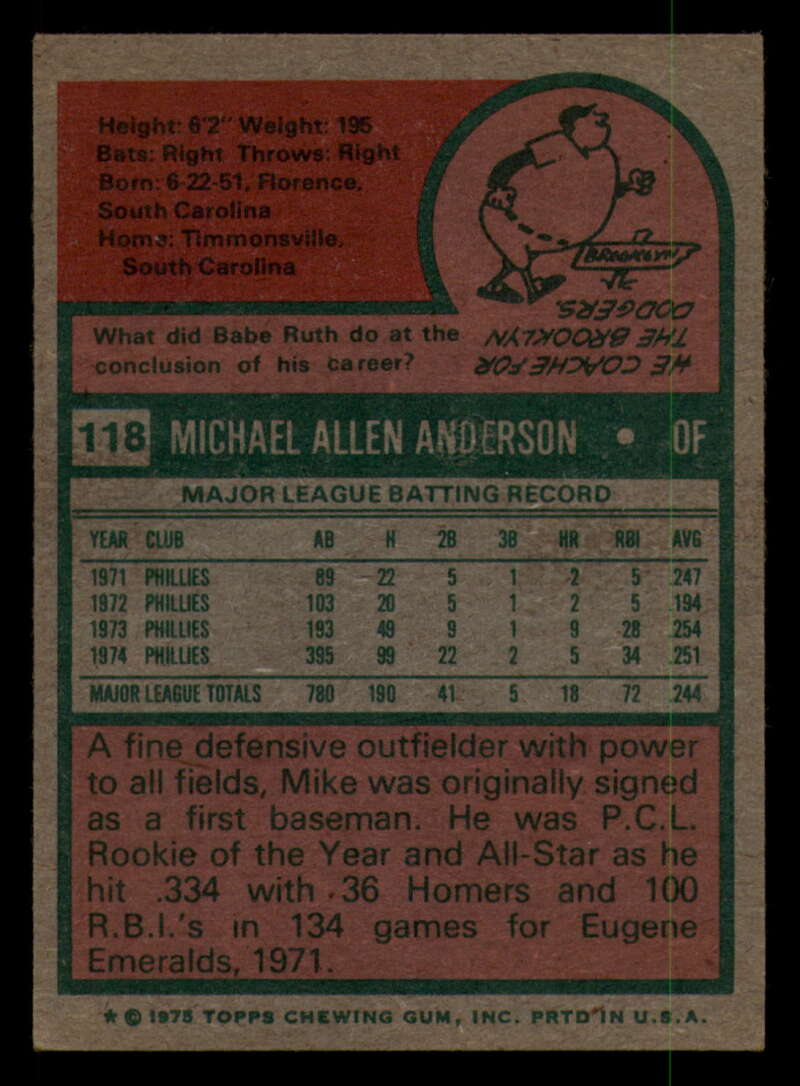 Height: 6'2" Weight: 195
Bats: Right Throws: Right
Born: 6-22-51, Florence,
South Carolina
Home: Timmonsville,
South Carolina
BROOKLYN
What did Babe Ruth do at the
conclusion of his career?
HE COACHE FOR
THE BROOKLYN
DODGERS.
118 MICHAEL ALLEN ANDERSON • OF
MAJOR LEAGUE BATTING RECORD
YEAR CLUB AB H 2B 3B HR RBI AVG
1971 PHILLIES 89 22 5 1 2 5 .247
1972 PHILLIES 103 20 5 1 2 5 .194
1973 PHILLIES 193 49 9 1 9 28 .254
1974 PHILLIES 395 99 22 2 5 34 .251
MAJOR LEAGUE TOTALS 780 190 41 5 18 72 .244
A fine defensive outfielder with power
to all fields, Mike was originally signed
as a first baseman. He was P.C.L.
Rookie of the Year and All-Star as he
hit .334 with 36 Homers and 100
R.B.I.'s in 134 games for Eugene
Emeralds, 1971.
* © 1975 TOPPS CHEWING GUM, INC. PRTD IN U.S.A.